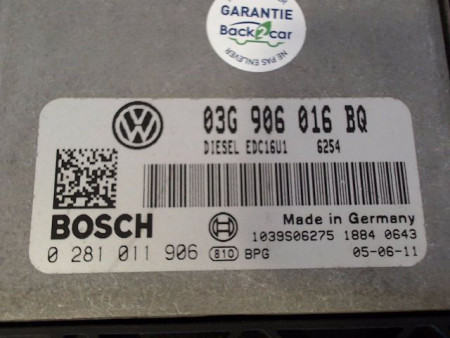 GARANTIE
Back2car
NE PAS ENLEVER
03G 906 016 BQ
DIESEL EDC16U1 6254
BOSCH
Made in Germany
1039S06275 1884 0643
0 281 011 906 810 BPG 05-06-11